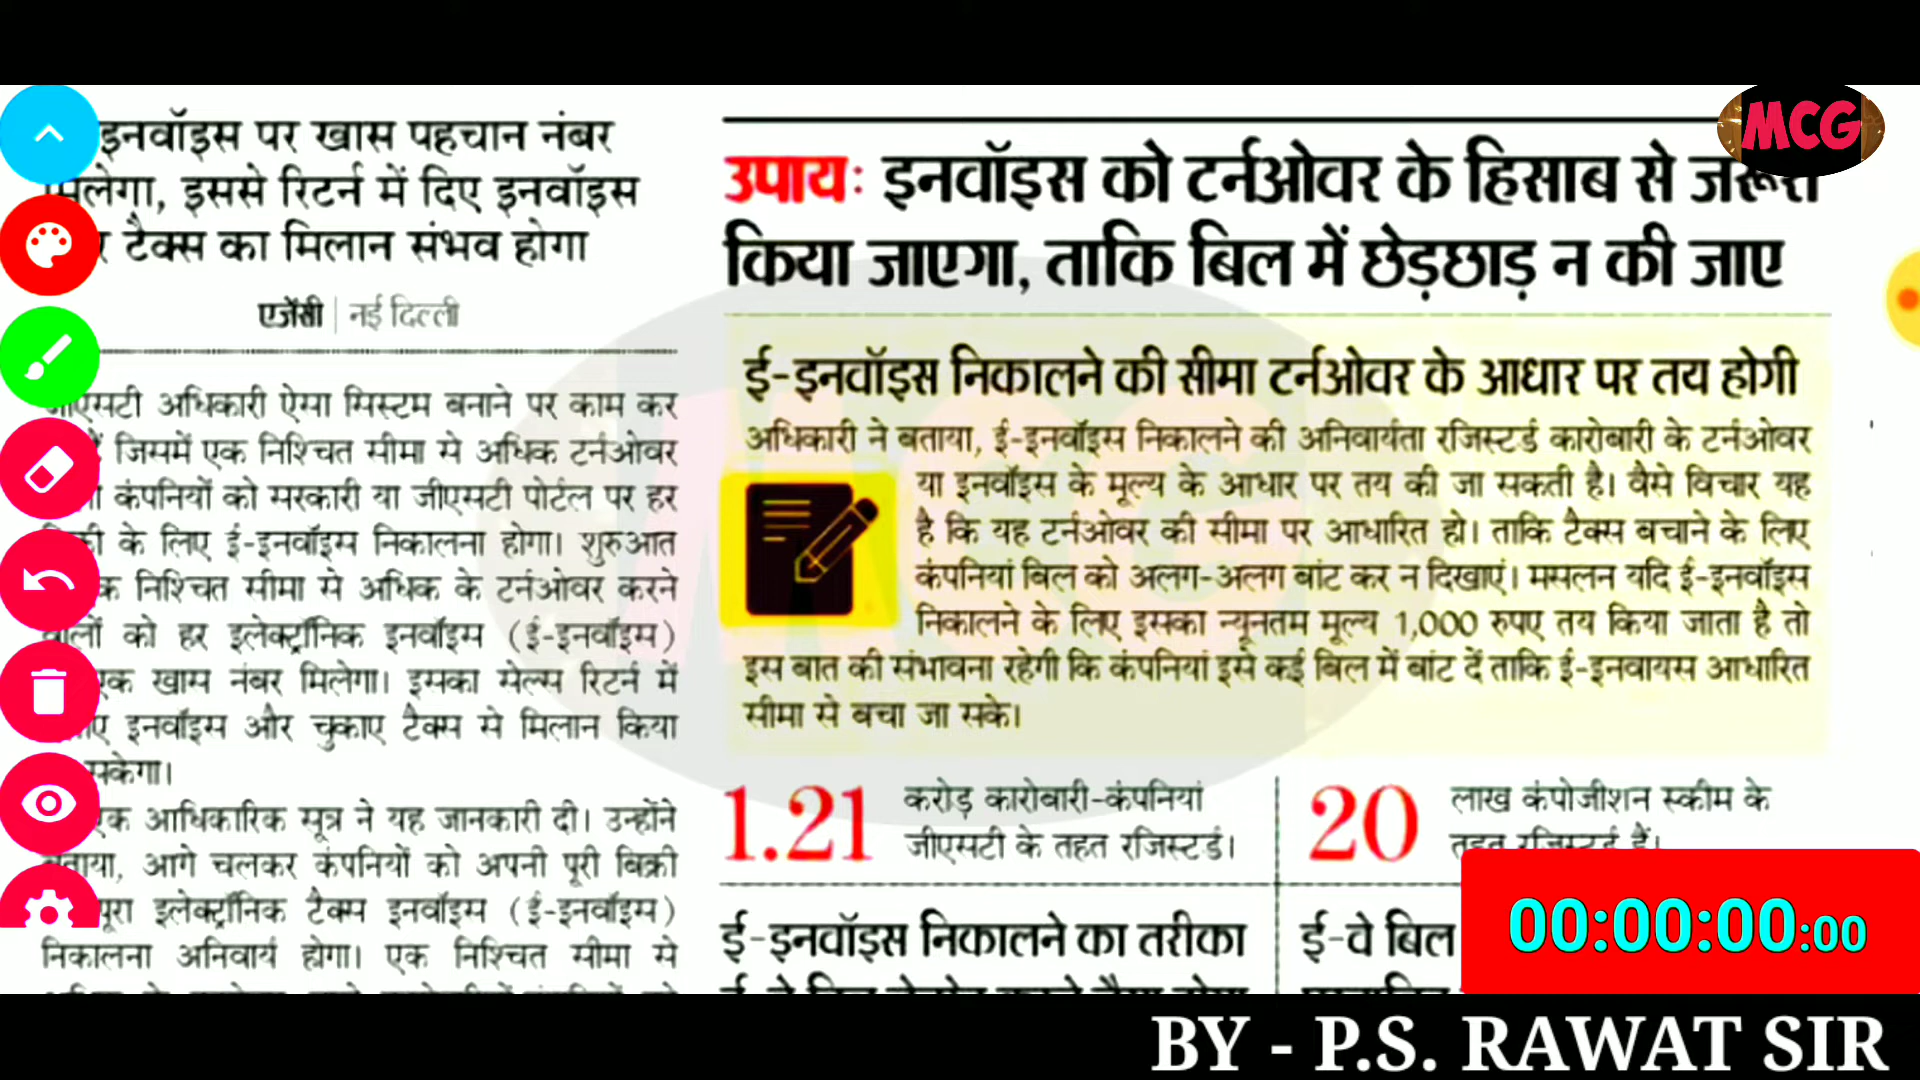 इनवॉइस पर खास पहचान नंबर
मिलेगा, इससे रिटर्न में दिए इनवॉइस
टैक्स का मिलान संभव होगा
एजेंसी | नई दिल्ली
जीएसटी अधिकारी ऐसा सिस्टम बनाने पर काम कर
जिसमें एक निश्चित सीमा से अधिक टर्नओवर
कंपनियों को सरकारी या जीएसटी पोर्टल पर हर
के लिए ई-इनवॉइस निकालना होगा। शुरुआत
निश्चित सीमा से अधिक के टर्नओवर करने
वालों को हर इलेक्ट्रॉनिक इनवॉइस (ई-इनवॉइस)
एक खास नंबर मिलेगा। इसका सेल्स रिटर्न में
इनवॉइस और चुकाए टैक्स से मिलान किया
सकेगा।
एक आधिकारिक सूत्र ने यह जानकारी दी। उन्होंने
बताया, आगे चलकर कंपनियों को अपनी पूरी बिक्री
पूरा इलेक्ट्रॉनिक टैक्स इनवॉइस (ई-इनवॉइस)
निकालना अनिवार्य होगा। एक निश्चित सीमा से
MCG
उपाय: इनवॉइस को टर्नओवर के हिसाब से जरूरी
किया जाएगा, ताकि बिल में छेड़छाड़ न की जाए
ई-इनवॉइस निकालने की सीमा टर्नओवर के आधार पर तय होगी
अधिकारी ने बताया, ई-इनवॉइस निकालने की अनिवार्यता रजिस्टर्ड कारोबारी के टर्नओवर
या इनवॉइस के मूल्य के आधार पर तय की जा सकती है। वैसे विचार यह
है कि यह टर्नओवर की सीमा पर आधारित हो। ताकि टैक्स बचाने के लिए
कंपनियां बिल को अलग-अलग बांट कर न दिखाएं। मसलन यदि ई-इनवॉइस
निकालने के लिए इसका न्यूनतम मूल्य 1,000 रुपए तय किया जाता है तो
इस बात की संभावना रहेगी कि कंपनियां इसे कई बिल में बांट दें ताकि ई-इनवायस आधारित
सीमा से बचा जा सके।
1.21 करोड़ कारोबारी-कंपनियां
जीएसटी के तहत रजिस्टर्ड।
20 लाख कंपोजीशन स्कीम के
तहत रजिस्टर्ड हैं।
ई-इनवॉइस निकालने का तरीका
ई-वे बिल
00:00:00:00
BY - P.S. RAWAT SIR